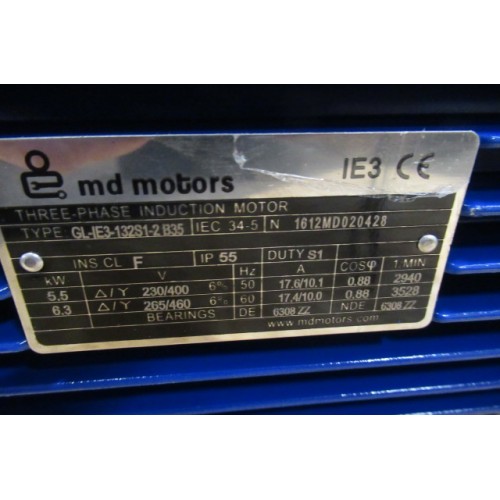 md motors IE3 CE
THREE-PHASE INDUCTION MOTOR
TYPE GL-IE3-132S1-2 B35 IEC 34-5 N 1612MD020428
INS CL F IP 55 DUTY S1
kW V Hz A COSφ 1 MIN
5.5 Δ/Y 230/400 6% 50 17.6/10.1 0.88 2940
6.3 Δ/Y 265/460 6% 60 17.4/10.0 0.88 3528
BEARINGS DE 6308 ZZ NDE 6308 ZZ
www.mdmotors.com